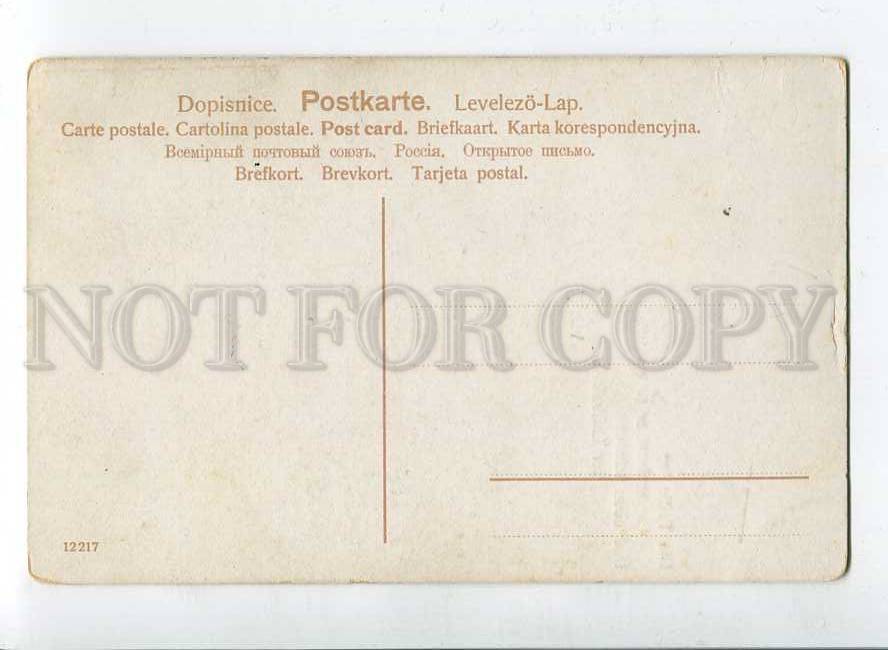 Dopisnice. Postkarte. Levelező-Lap.
Carte postale. Cartolina postale. Post card. Briefkaart. Karta korespondencyjna.
Всемірный почтовый союзъ. Россія. Открытое письмо.
Brefkort. Brevkort. Tarjeta postal.
NOT FOR COPY
12217